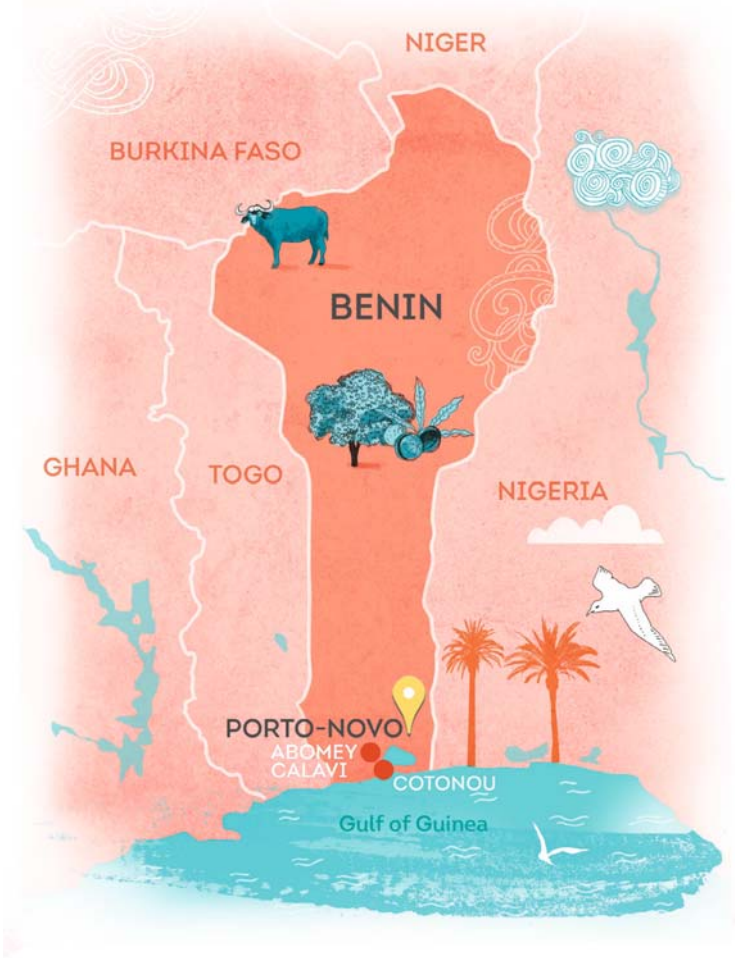 NIGER
BURKINA FASO
BENIN
GHANA
TOGO
NIGERIA
PORTO-NOVO
ABOMEY
CALAVI
COTONOU
Gulf of Guinea